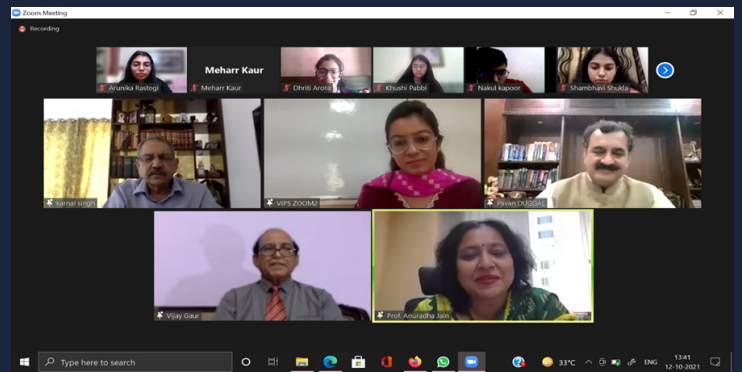 Zoom Meeting
Recording
Meharr Kaur
Arunika Rastogi
Meharr Kaur
Dhriti Arora
Khushi Pabbi
Nakul kapoor
Shambhavi Shukla
karnal singh
VIPS ZOOM2
Pavan DUGGAL
Vijay Gaur
Prof. Anuradha Jain
Type here to search
33°C
ENG
13:41
12-10-2021